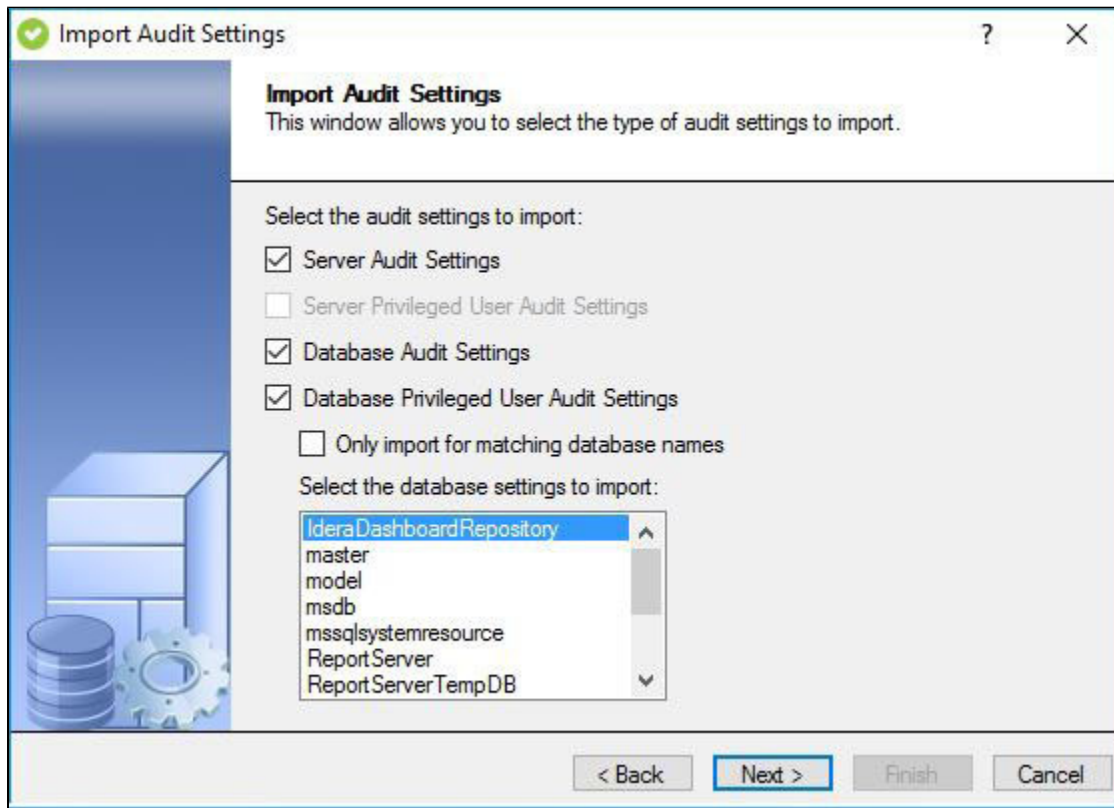 Import Audit Settings
?
Import Audit Settings
This window allows you to select the type of audit settings to import.
Select the audit settings to import:
Server Audit Settings
Server Privileged User Audit Settings
Database Audit Settings
Database Privileged User Audit Settings
Only import for matching database names
Select the database settings to import:
IderaDashboardRepository
master
model
msdb
mssqlsystemresource
ReportServer
ReportServerTempDB
< Back Next > Finish Cancel